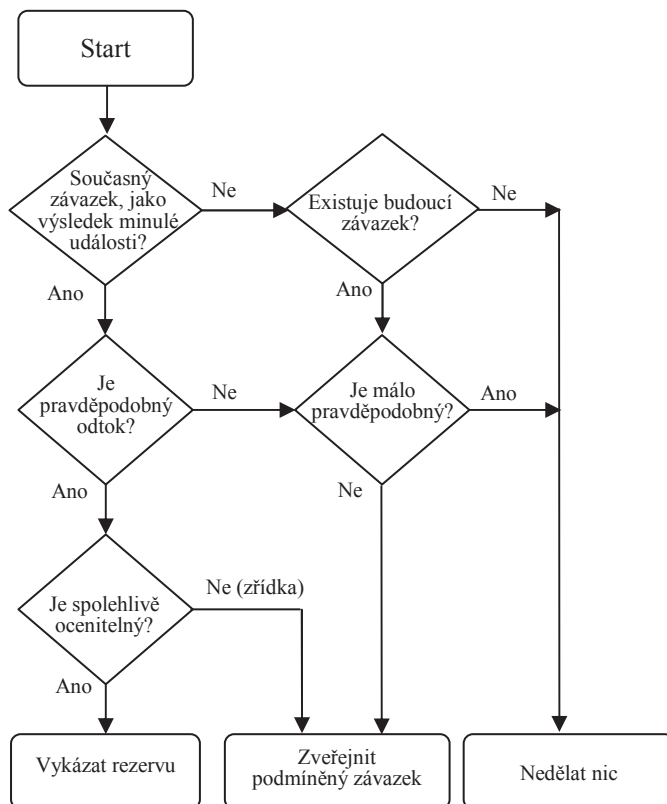 Start
Současný
závazek, jako
výsledek minulé
události?
Ne
Existuje budoucí
závazek?
Ne
Ano
Ano
Je
pravděpodobný
odtok?
Ne
Je málo
pravděpodobný?
Ano
Ano
Ne
Je spolehlivě
ocenitelný?
Ne (zřídka)
Ano
Vykázat rezervu
Zveřejnit
podmíněný závazek
Nedělat nic